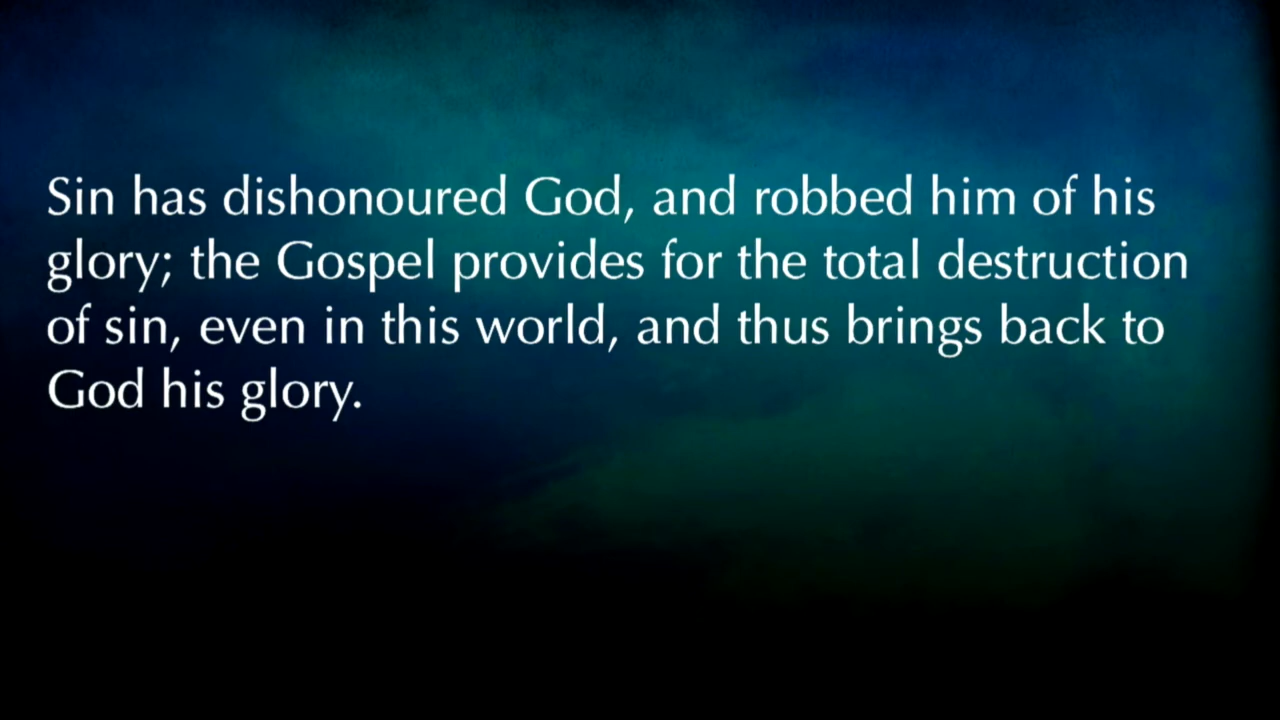 Sin has dishonoured God, and robbed him of his
glory; the Gospel provides for the total destruction
of sin, even in this world, and thus brings back to
God his glory.